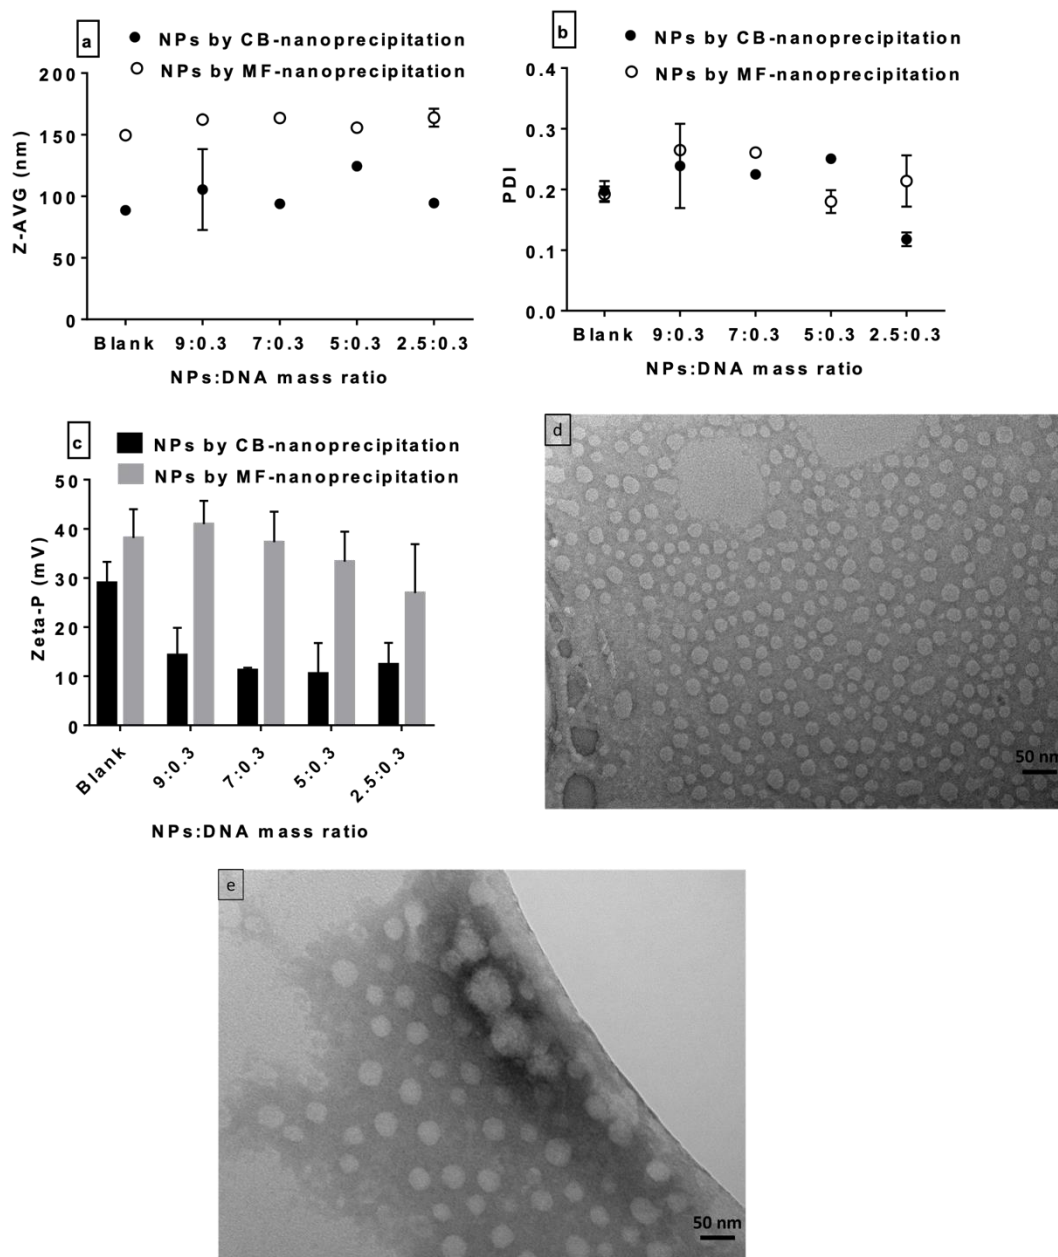 a
NPs by CB-nanoprecipitation
NPs by MF-nanoprecipitation
200
150
100
50
0
Z-AVG (nm)
Blank 9:0.3 7:0.3 5:0.3 2.5:0.3
NPs:DNA mass ratio
b
NPs by CB-nanoprecipitation
NPs by MF-nanoprecipitation
0.4
0.3
0.2
0.1
0.0
PDI
Blank 9:0.3 7:0.3 5:0.3 2.5:0.3
NPs:DNA mass ratio
c
NPs by CB-nanoprecipitation
NPs by MF-nanoprecipitation
50
40
30
20
10
0
Zeta-P (mV)
Blank 9:0.3 7:0.3 5:0.3 2.5:0.3
NPs:DNA mass ratio
d
50 nm
e
50 nm